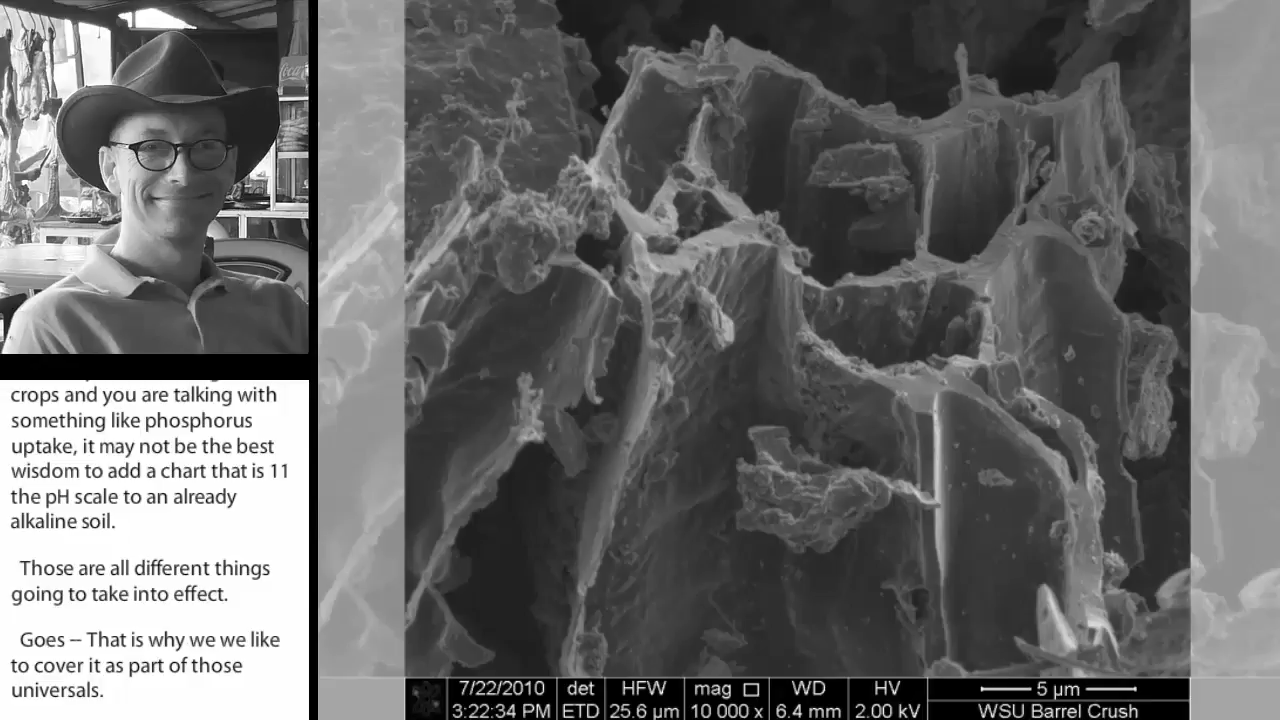 crops and you are talking with
something like phosphorus
uptake, it may not be the best
wisdom to add a chart that is 11
the pH scale to an already
alkaline soil.
Those are all different things
going to take into effect.
Goes -- That is why we we like
to cover it as part of those
universals.
7/22/2010 det HFW mag WD HV 5 µm
3:22:34 PM ETD 25.6 µm 10 000 x 6.4 mm 2.00 kV WSU Barrel Crush